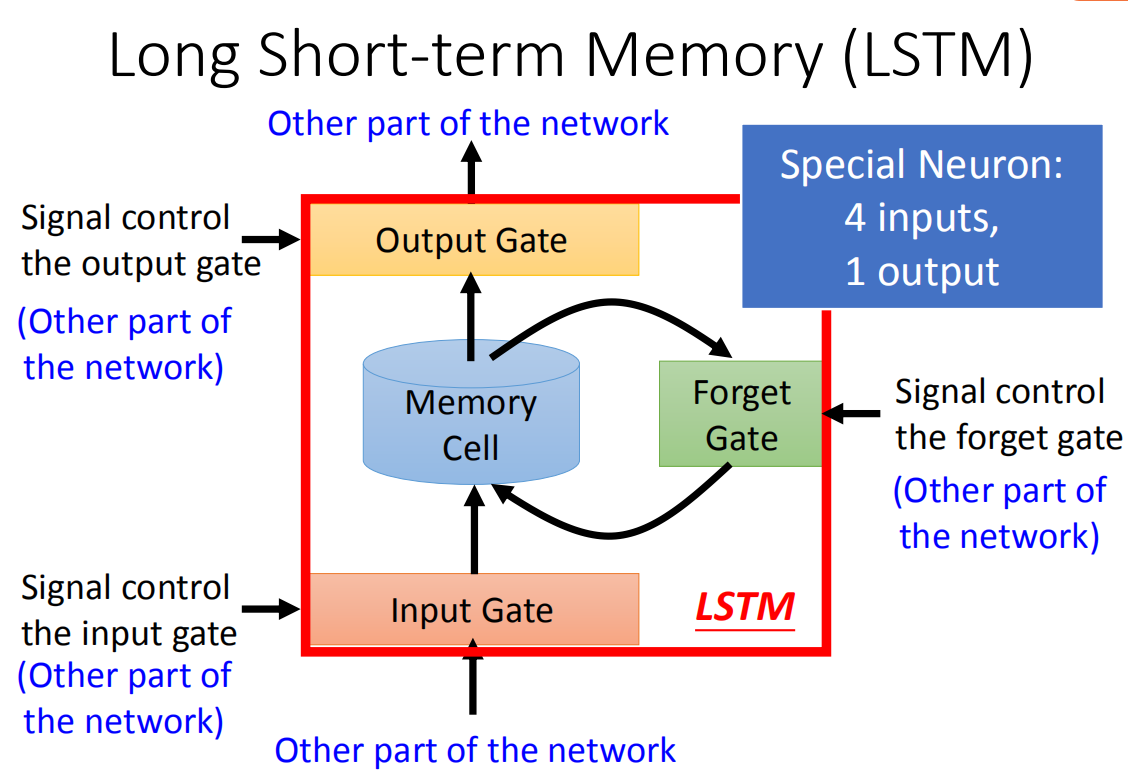 Long Short-term Memory (LSTM)
Other part of the network
Special Neuron:
4 inputs,
1 output
Signal control
the output gate
(Other part of
the network)
Output Gate
Memory
Cell
Forget
Gate
Signal control
the forget gate
(Other part of
the network)
Signal control
the input gate
(Other part of
the network)
Input Gate
LSTM
Other part of the network